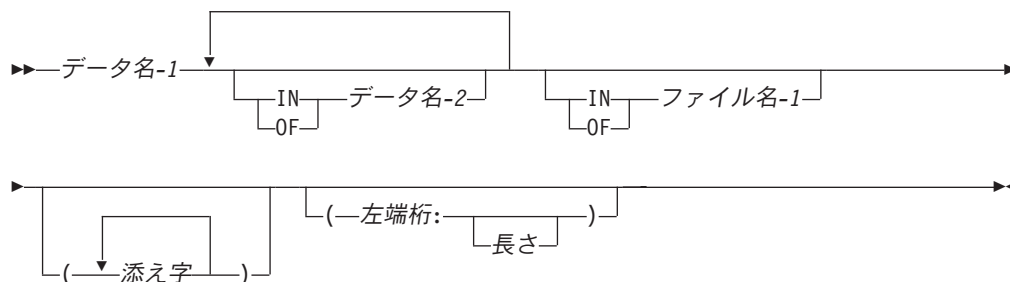 データ名-1
IN データ名-2 IN ファイル名-1
OF OF
( 左端桁: )
長さ
( 添え字 )